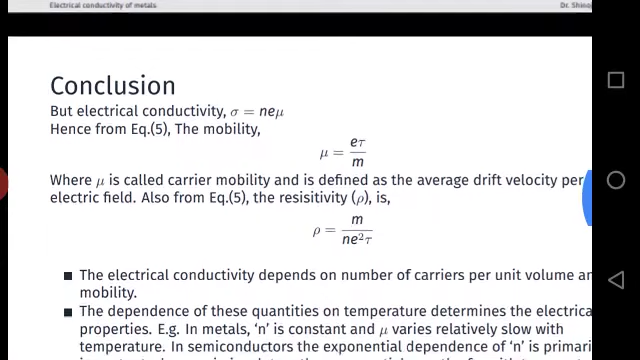 Electrical conductivity of metals
Dr. Shino
Conclusion
But electrical conductivity, σ = neμ
Hence from Eq.(5), The mobility,
μ = eτ/m
Where μ is called carrier mobility and is defined as the average drift velocity per
electric field. Also from Eq.(5), the resisitivity (ρ), is,
ρ = m/ne²τ
■ The electrical conductivity depends on number of carriers per unit volume an
mobility.
■ The dependence of these quantities on temperature determines the electrica
properties. E.g. In metals, ‘n’ is constant and μ varies relatively slow with
temperature. In semiconductors the exponential dependence of ‘n’ is primari